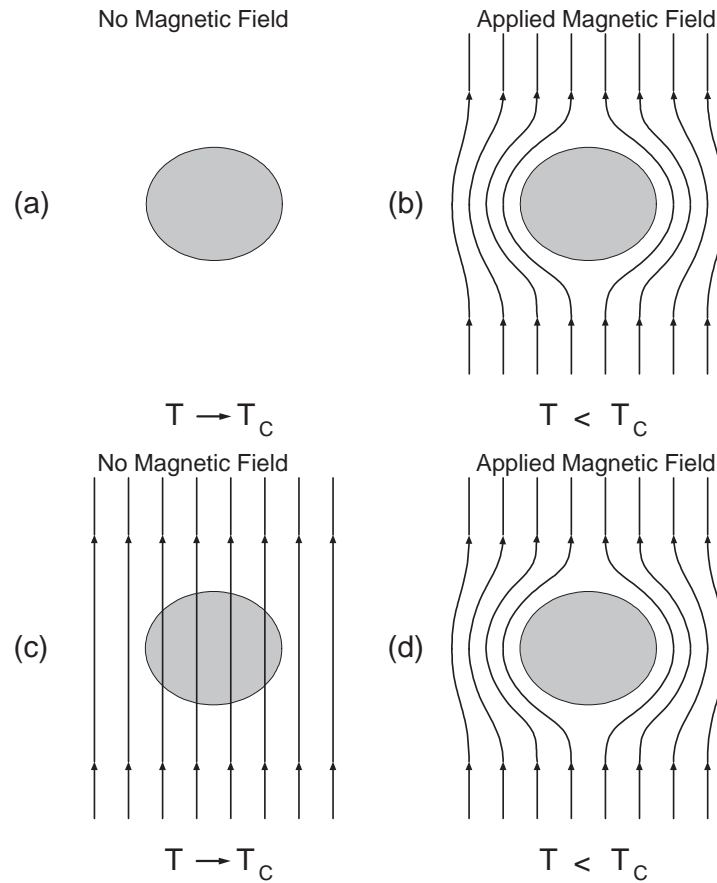 No Magnetic Field
Applied Magnetic Field
(a)
(b)
T → T_C
T < T_C
No Magnetic Field
Applied Magnetic Field
(c)
(d)
T → T_C
T < T_C